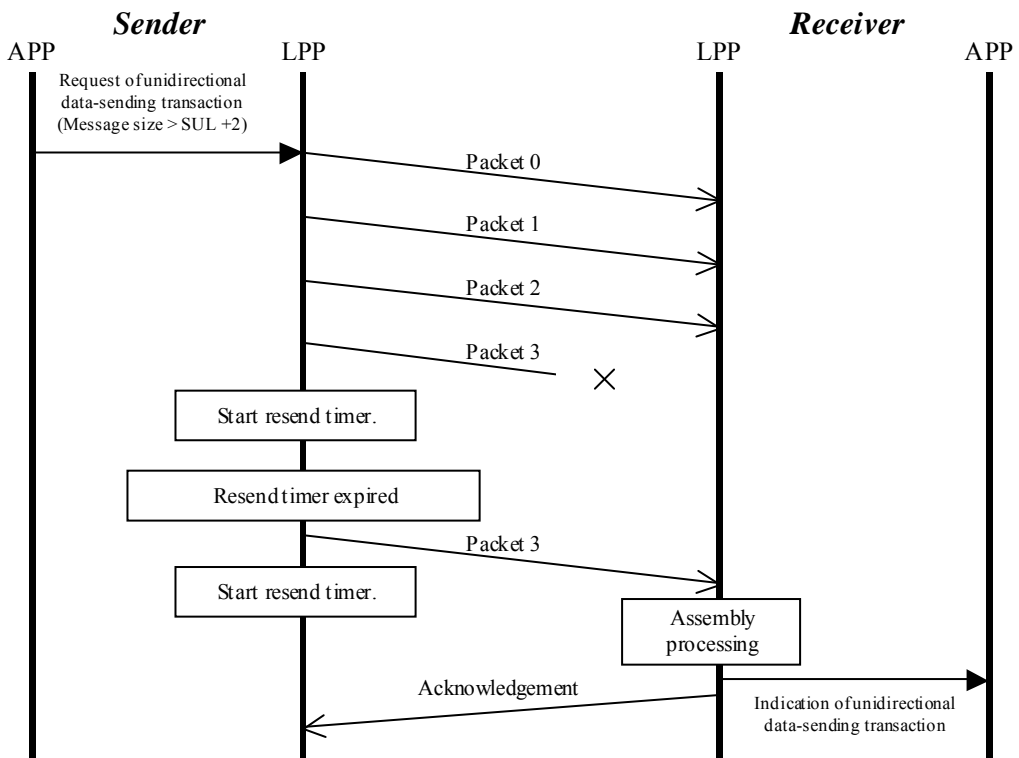 Sender
Receiver
APP
LPP
LPP
APP
Request of unidirectional
data-sending transaction
(Message size > SUL +2)
Packet 0
Packet 1
Packet 2
Packet 3
Start resend timer.
Resend timer expired
Packet 3
Start resend timer.
Assembly
processing
Acknowledgement
Indication of unidirectional
data-sending transaction